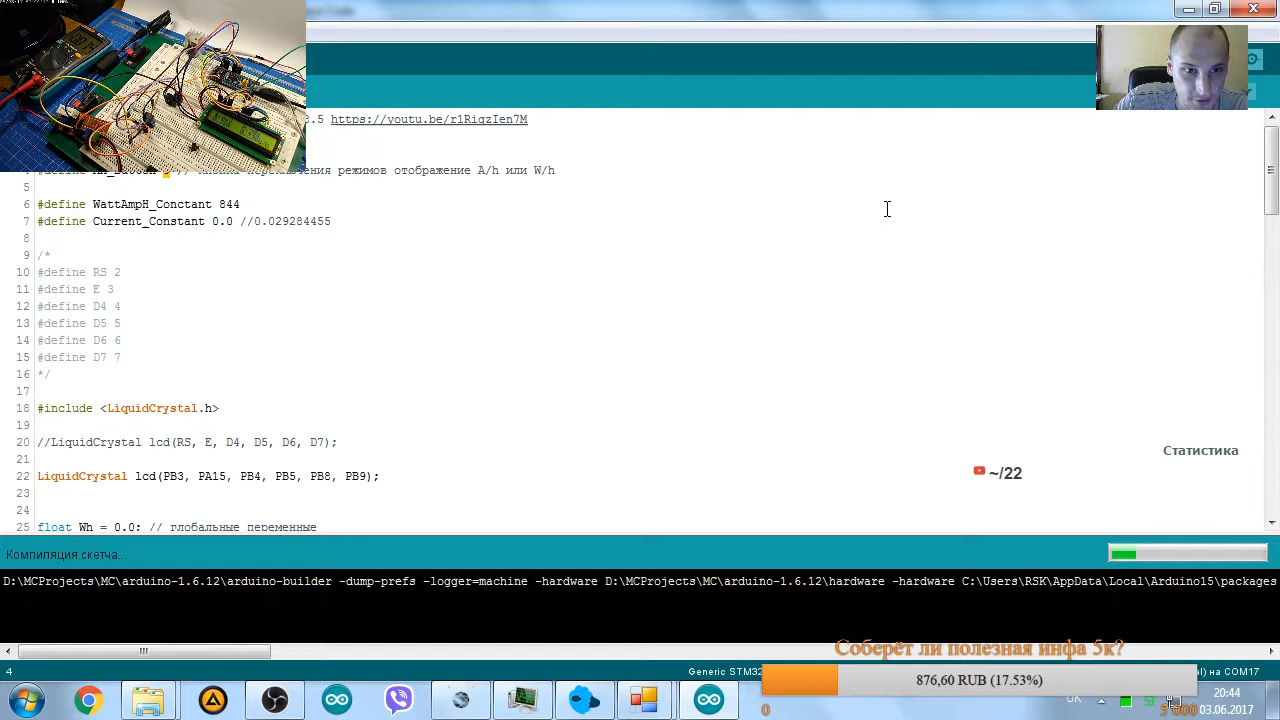 3.5 https://youtu.be/r1RiqzIen7M
режимов отображение A/h или W/h
5
6 #define WattAmpH_Conctant 844
7 #define Current_Constant 0.0 //0.029284455
8
9 /*
10 #define RS 2
11 #define E 3
12 #define D4 4
13 #define D5 5
14 #define D6 6
15 #define D7 7
16 */
17
18 #include <LiquidCrystal.h>
19
20 //LiquidCrystal lcd(RS, E, D4, D5, D6, D7);
21
22 LiquidCrystal lcd(PB3, PA15, PB4, PB5, PB8, PB9);
23
24
25 float Wh = 0.0; // глобальные переменные
Статистика
~/22
Компиляция скетча...
D:\MCProjects\MC\arduino-1.6.12\arduino-builder -dump-prefs -logger=machine -hardware D:\MCProjects\MC\arduino-1.6.12\hardware -hardware C:\Users\RSK\AppData\Local\Arduino15\packages
Соберёт ли полезная инфа 5к?
4
Generic STM32
на COM17
876,60 RUB (17.53%)
0
5 000
20:44
03.06.2017